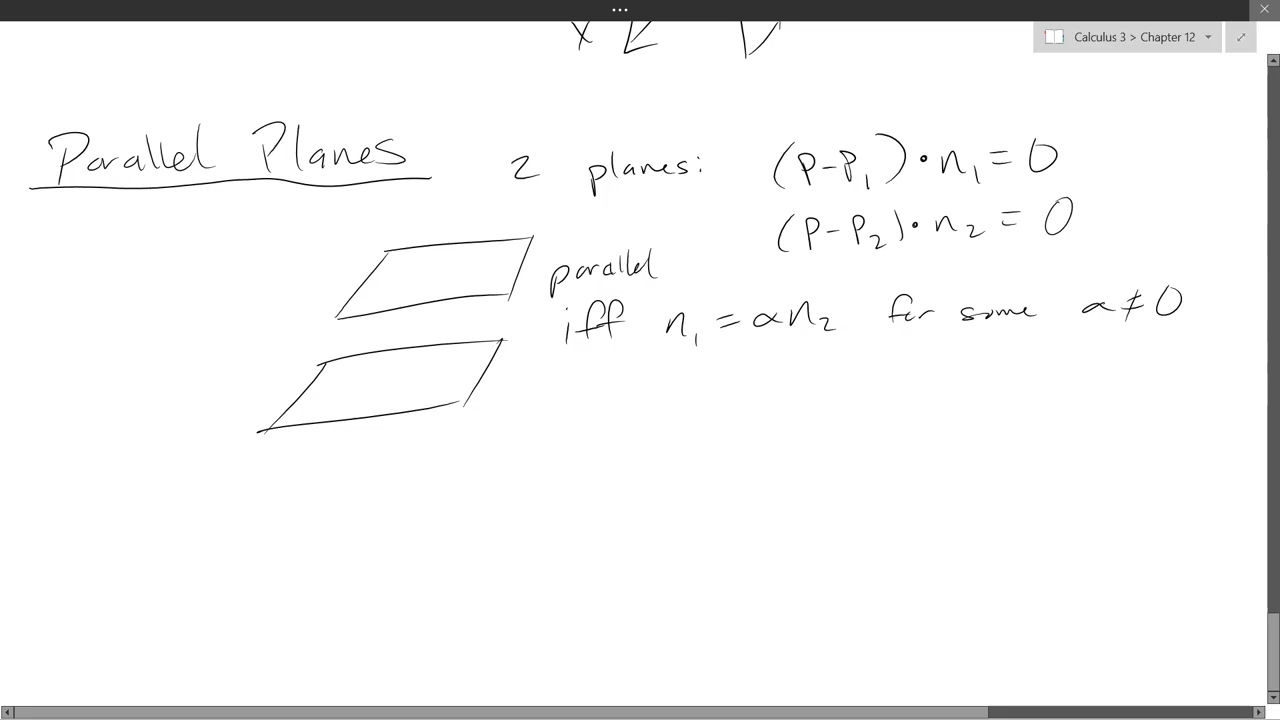 Calculus 3 > Chapter 12
Parallel Planes 2 planes: (P-P₁)·n₁=0
(P-P₂)·n₂=0
parallel
iff n₁=αn₂ for some α≠0